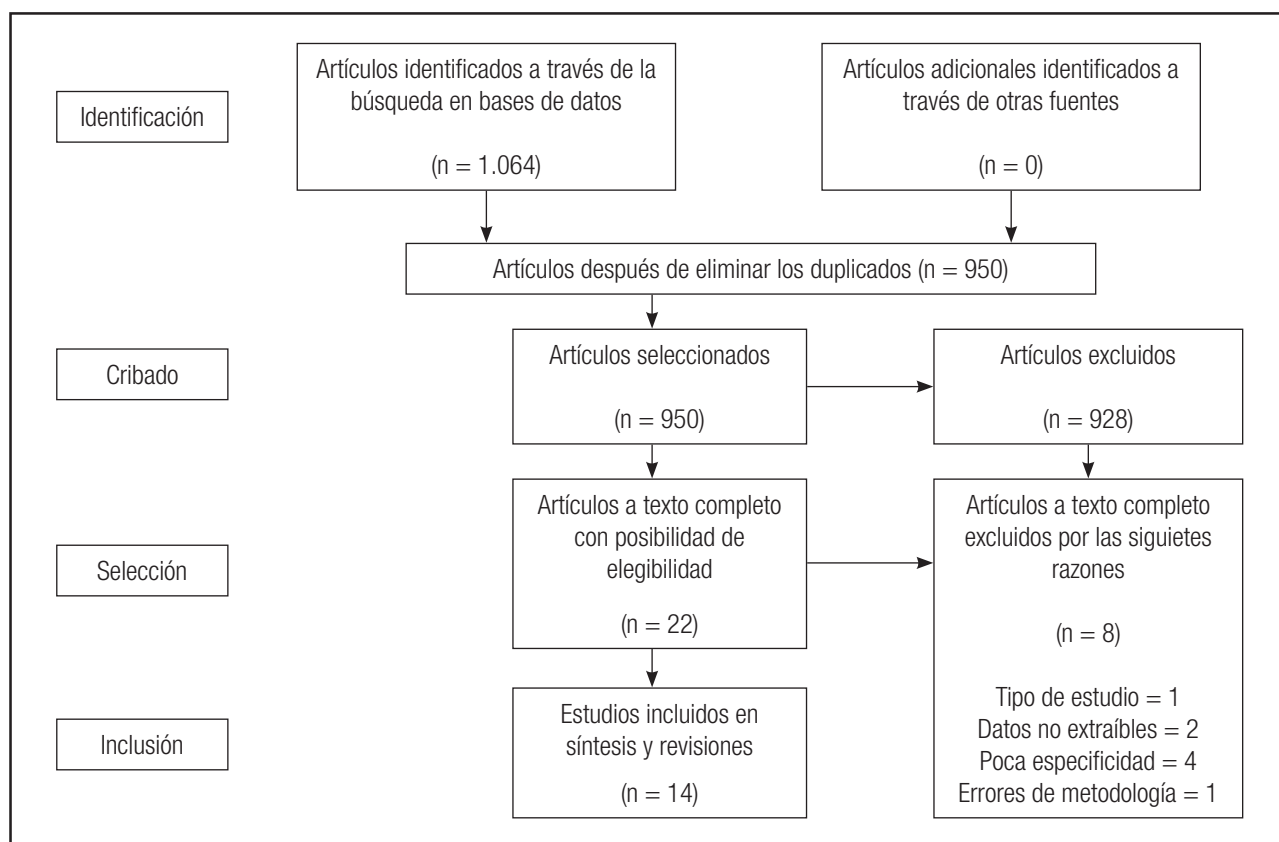 Identificación
Artículos identificados a través de la
búsqueda en bases de datos
(n = 1.064)
Artículos adicionales identificados a
través de otras fuentes
(n = 0)
Artículos después de eliminar los duplicados (n = 950)
Cribado
Artículos seleccionados
(n = 950)
Artículos excluidos
(n = 928)
Selección
Artículos a texto completo
con posibilidad de
elegibilidad
(n = 22)
Artículos a texto completo
excluidos por las siguietes
razones
(n = 8)
Tipo de estudio = 1
Datos no extraíbles = 2
Poca especificidad = 4
Errores de metodología = 1
Inclusión
Estudios incluidos en
síntesis y revisiones
(n = 14)